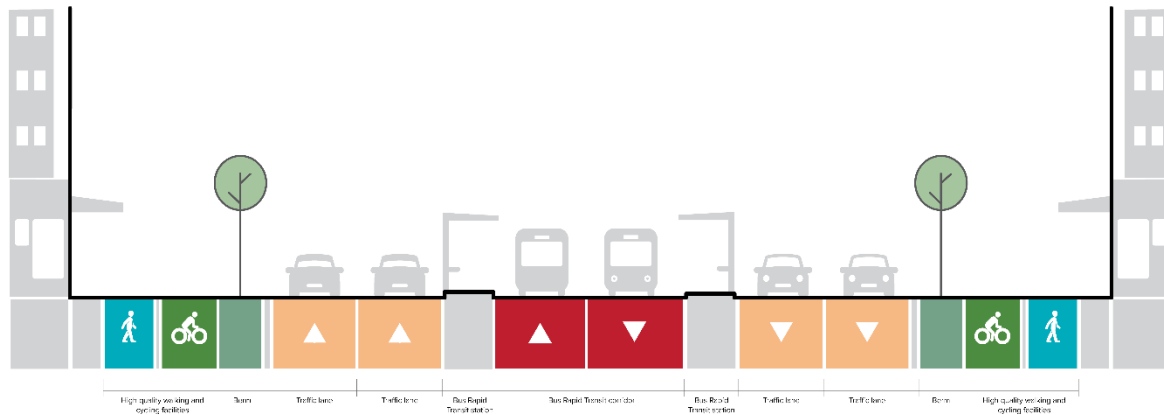 High quality walking and
cycling facilities
Berm
Traffic lane
Traffic lane
Bus Rapid
Transit station
Bus Rapid Transit corridor
Bus Rapid
Transit station
Traffic lane
Traffic lane
Berm
High quality walking and
cycling facilities